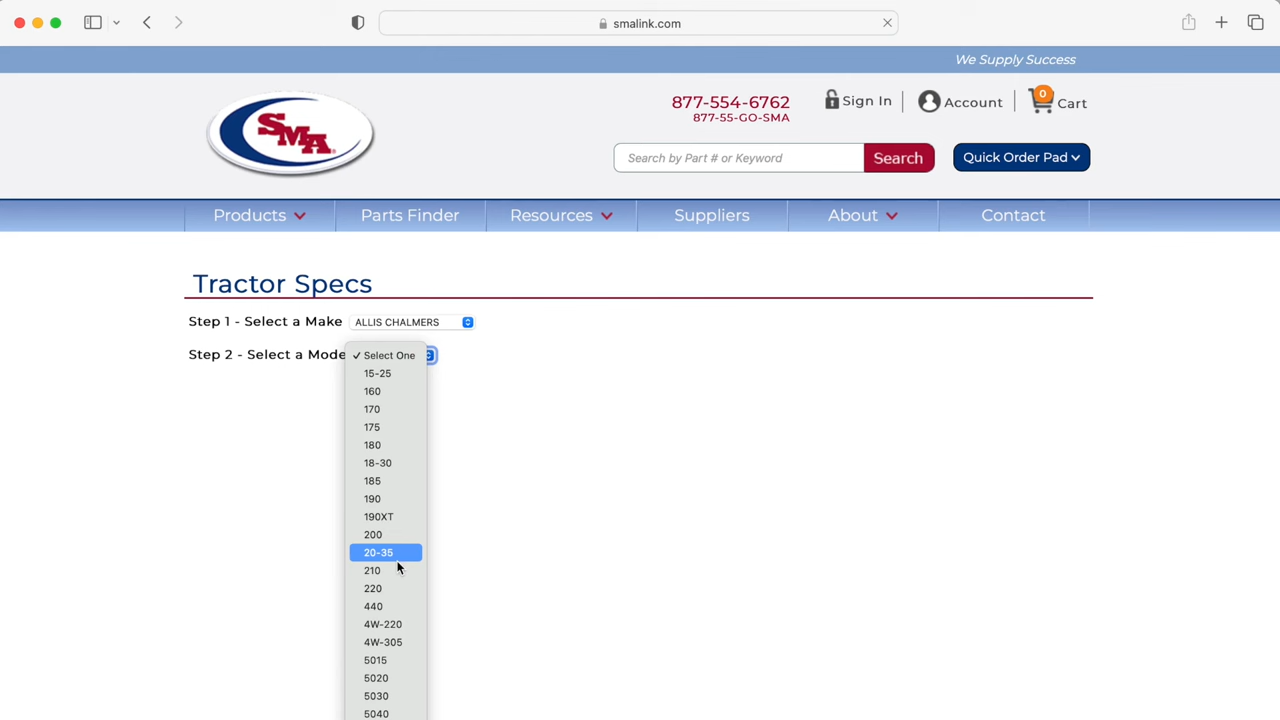 smalink.com
We Supply Success
SMA
877-554-6762
877-55-GO-SMA
Sign In
Account
0
Cart
Search by Part # or Keyword
Search
Quick Order Pad
Products
Parts Finder
Resources
Suppliers
About
Contact
Tractor Specs
Step 1 - Select a Make
ALLIS CHALMERS
Step 2 - Select a Mode
✓ Select One
15-25
160
170
175
180
18-30
185
190
190XT
200
20-35
210
220
440
4W-220
4W-305
5015
5020
5030
5040